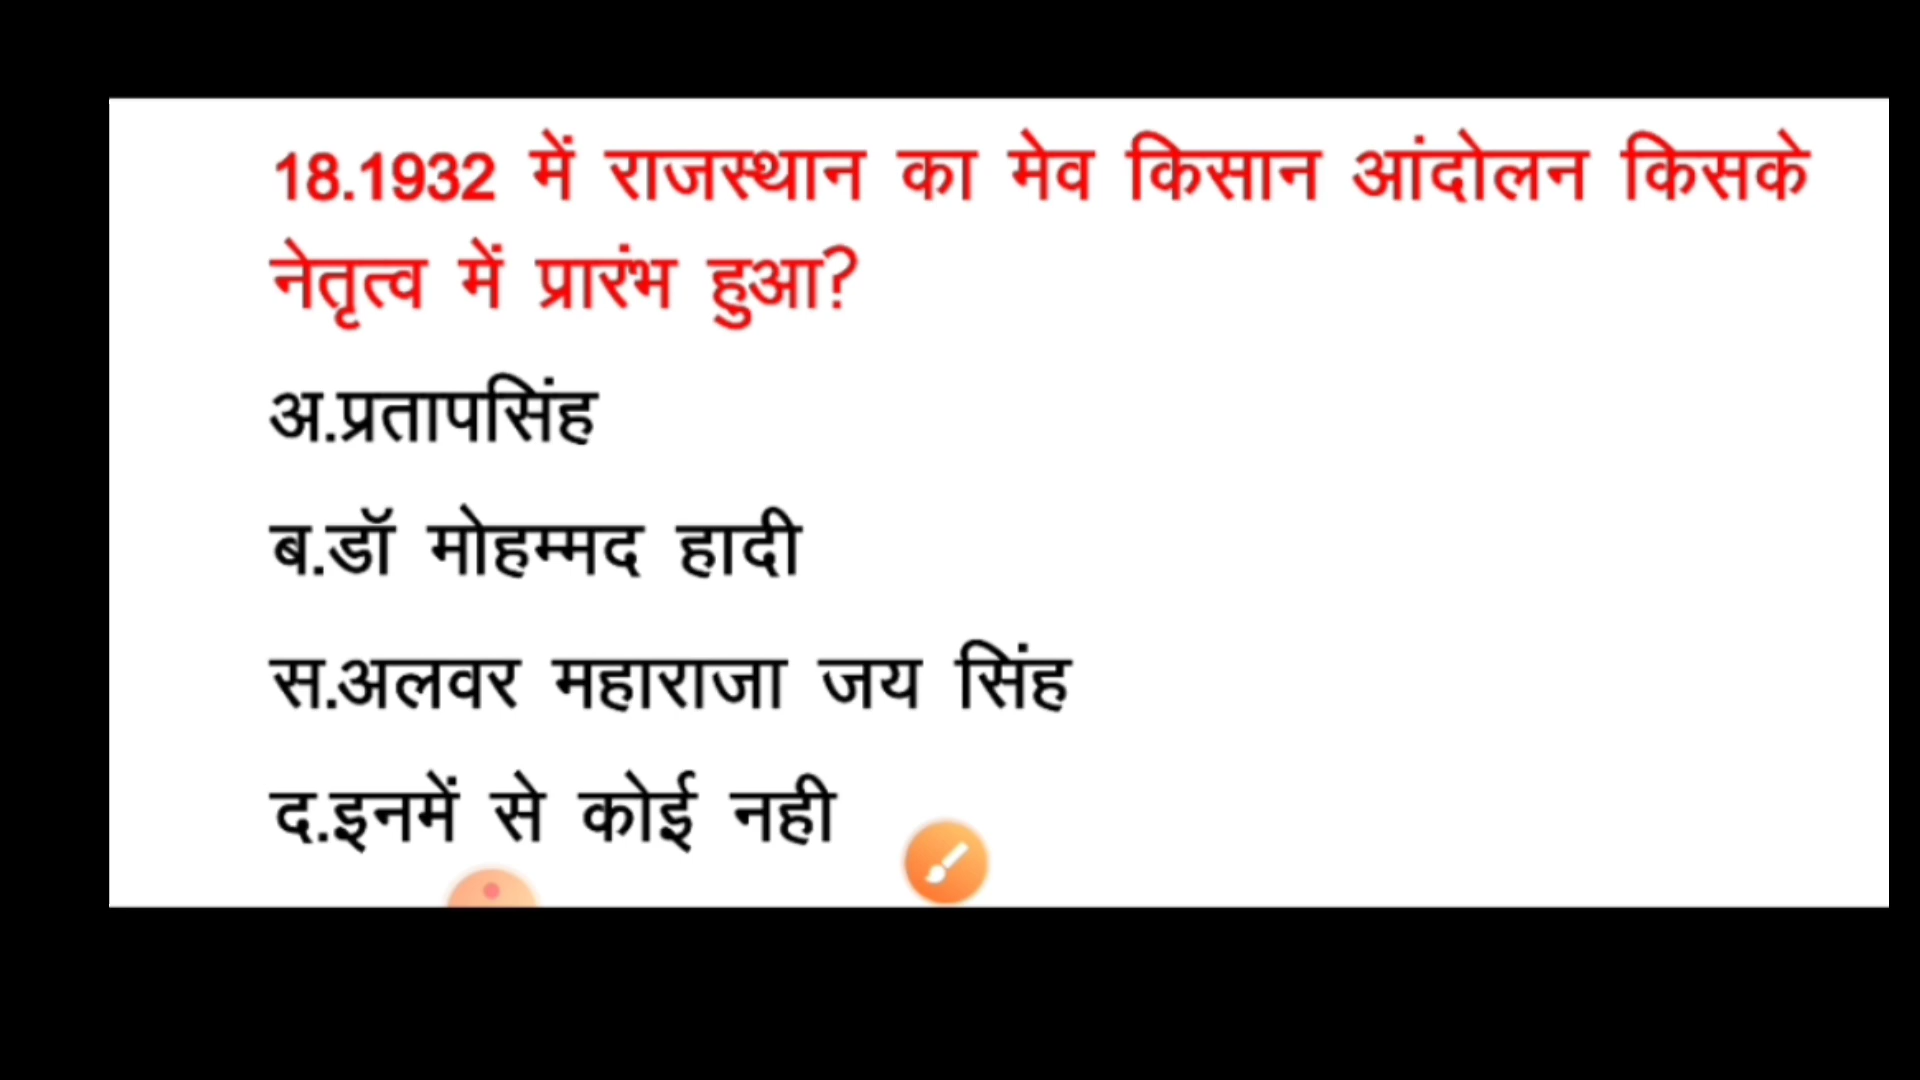 18.1932 में राजस्थान का मेव किसान आंदोलन किसके
नेतृत्व में प्रारंभ हुआ?
अ.प्रतापसिंह
ब.डॉ मोहम्मद हादी
स.अलवर महाराजा जय सिंह
द.इनमें से कोई नही